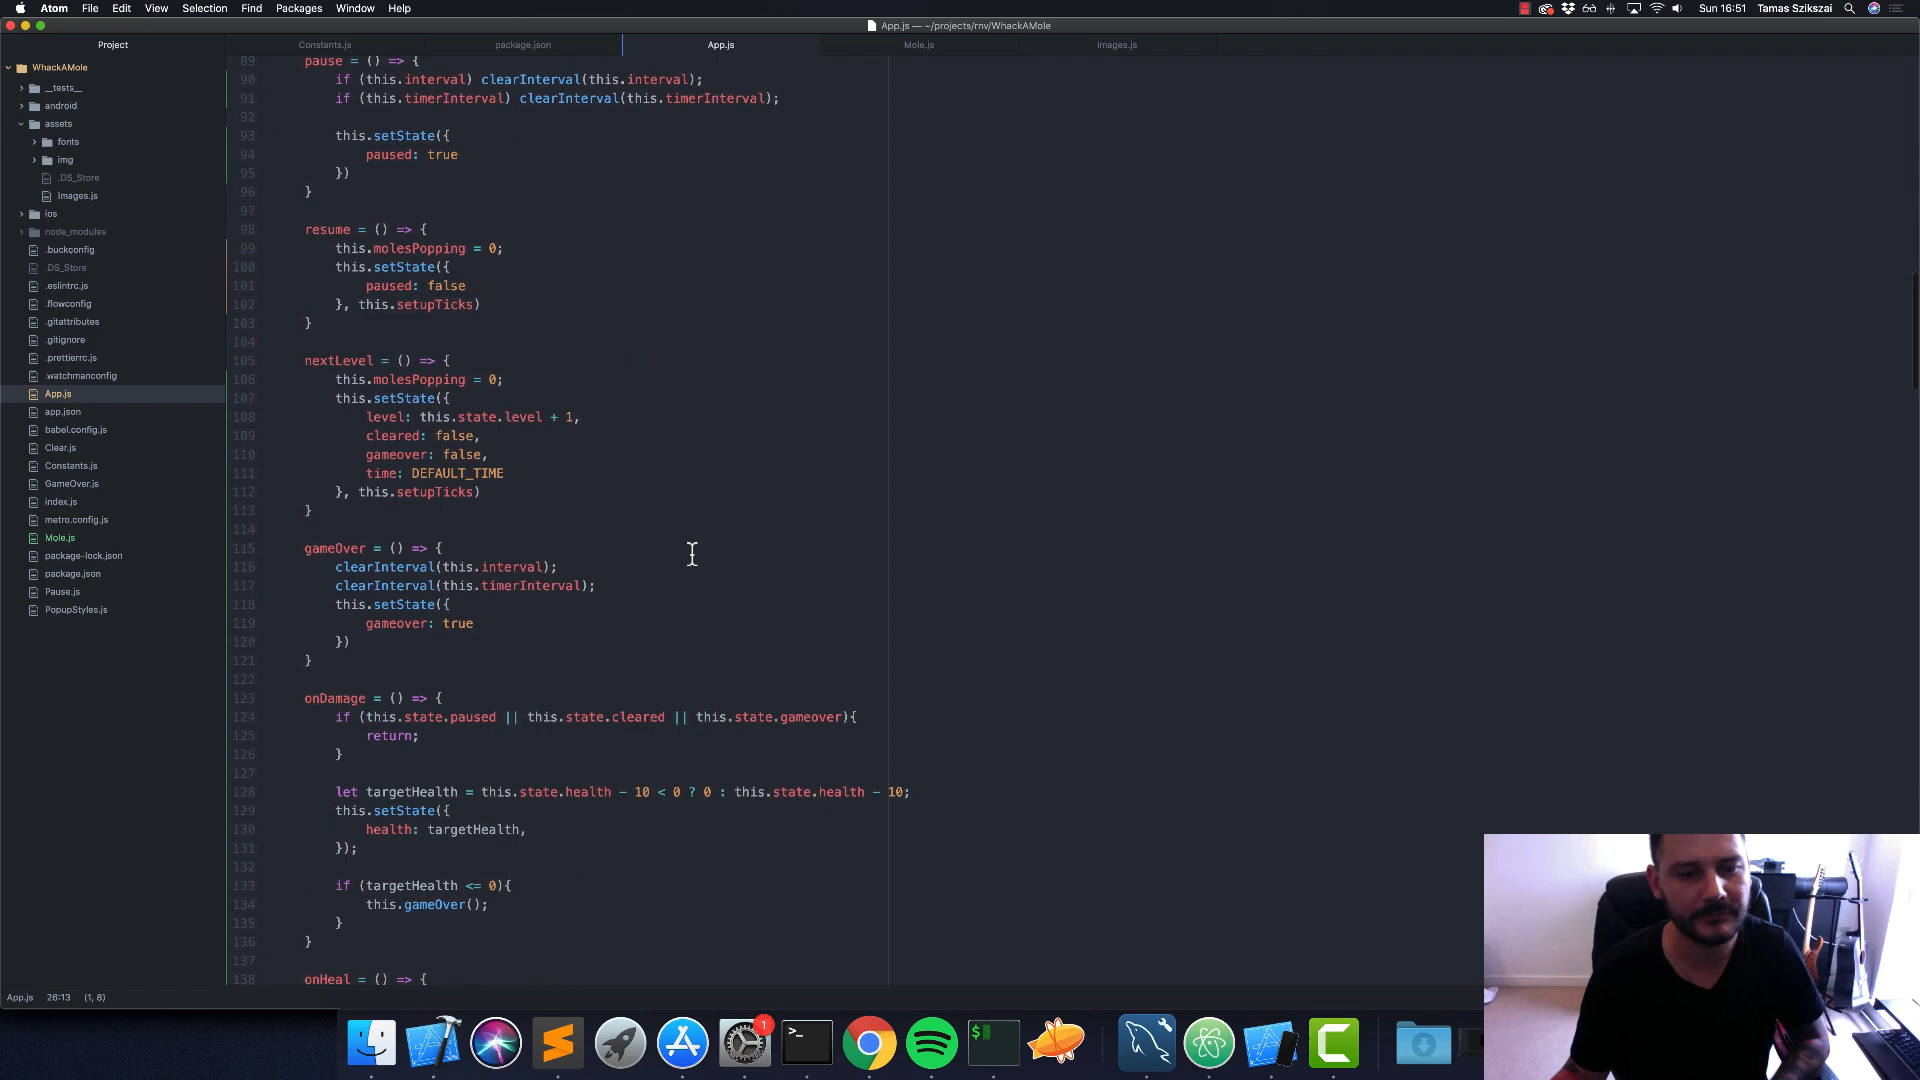 Atom File Edit View Selection Find Packages Window Help
Sun 16:51 Tamas Szikszai
App.js — ~/projects/rnv/WhackAMole
Project
Constants.js
package.json
App.js
Mole.js
Images.js
WhackAMole
__tests__
android
assets
fonts
img
.DS_Store
Images.js
ios
node_modules
.buckconfig
.DS_Store
.eslintrc.js
.flowconfig
.gitattributes
.gitignore
.prettierrc.js
.watchmanconfig
App.js
app.json
babel.config.js
Clear.js
Constants.js
GameOver.js
index.js
metro.config.js
Mole.js
package-lock.json
package.json
Pause.js
PopupStyles.js
89 pause = () => {
90 if (this.interval) clearInterval(this.interval);
91 if (this.timerInterval) clearInterval(this.timerInterval);
92
93 this.setState({
94 paused: true
95 })
96 }
97
98 resume = () => {
99 this.molesPopping = 0;
100 this.setState({
101 paused: false
102 }, this.setupTicks)
103 }
104
105 nextLevel = () => {
106 this.molesPopping = 0;
107 this.setState({
108 level: this.state.level + 1,
109 cleared: false,
110 gameover: false,
111 time: DEFAULT_TIME
112 }, this.setupTicks)
113 }
114
115 gameOver = () => {
116 clearInterval(this.interval);
117 clearInterval(this.timerInterval);
118 this.setState({
119 gameover: true
120 })
121 }
122
123 onDamage = () => {
124 if (this.state.paused || this.state.cleared || this.state.gameover){
125 return;
126 }
127
128 let targetHealth = this.state.health - 10 < 0 ? 0 : this.state.health - 10;
129 this.setState({
130 health: targetHealth,
131 });
132
133 if (targetHealth <= 0){
134 this.gameOver();
135 }
136 }
137
138 onHeal = () => {
App.js 26:13 (1, 8)
1
>_
$